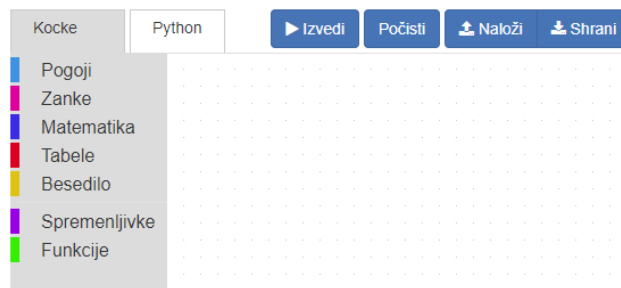 Kocke Python Izvedi Počisti Naloži Shrani
Pogoji
Zanke
Matematika
Tabele
Besedilo
Spremenljivke
Funkcije